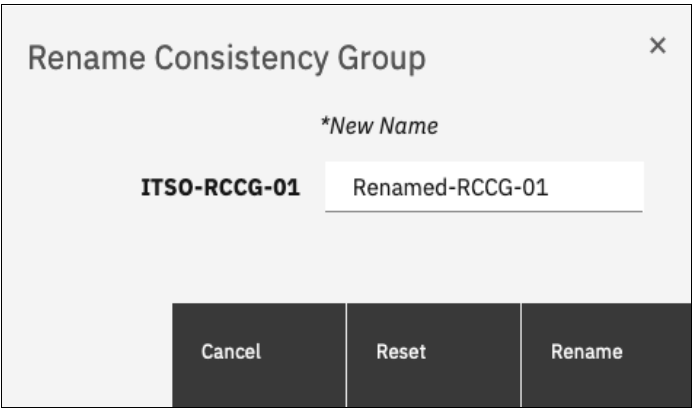 Rename Consistency Group ×
*New Name
ITSO-RCCG-01 Renamed-RCCG-01
Cancel Reset Rename